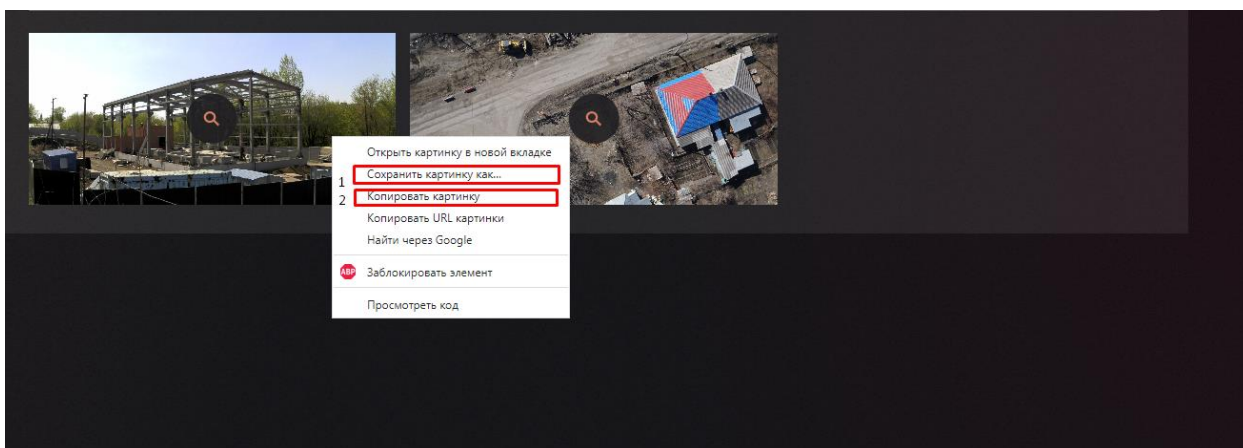 Открыть картинку в новой вкладке
1 Сохранить картинку как...
2 Копировать картинку
Копировать URL картинки
Найти через Google
ABP Заблокировать элемент
Просмотреть код